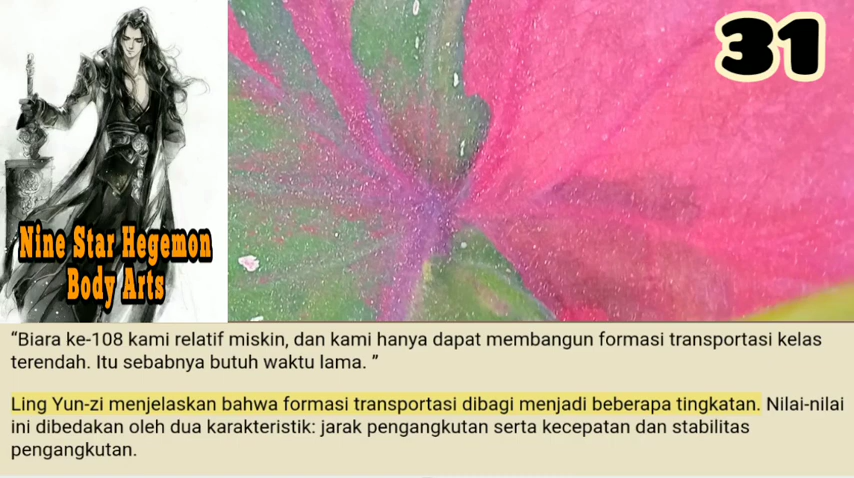 31
Nine Star Hegemon
Body Arts
“Biara ke-108 kami relatif miskin, dan kami hanya dapat membangun formasi transportasi kelas
terendah. Itu sebabnya butuh waktu lama. ”
Ling Yun-zi menjelaskan bahwa formasi transportasi dibagi menjadi beberapa tingkatan. Nilai-nilai
ini dibedakan oleh dua karakteristik: jarak pengangkutan serta kecepatan dan stabilitas
pengangkutan.